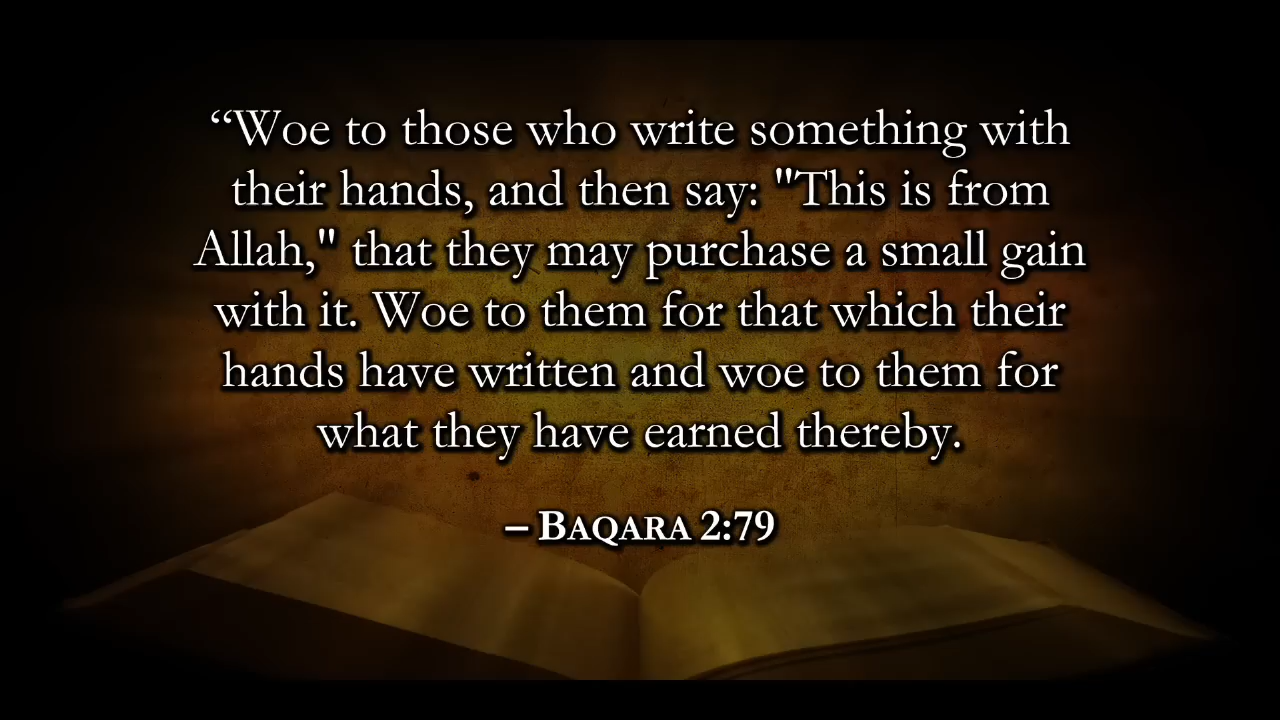 “Woe to those who write something with
their hands, and then say: "This is from
Allah," that they may purchase a small gain
with it. Woe to them for that which their
hands have written and woe to them for
what they have earned thereby.
– BAQARA 2:79